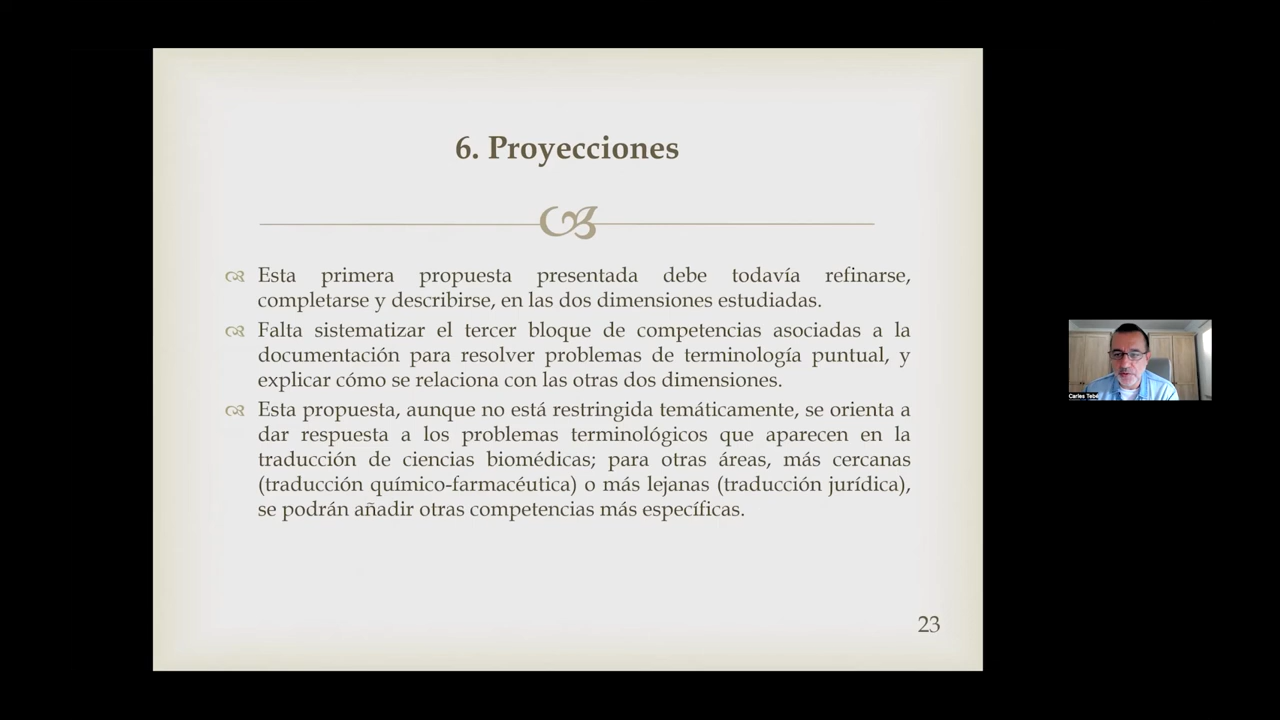 6. Proyecciones
Esta primera propuesta presentada debe todavía refinarse,
completarse y describirse, en las dos dimensiones estudiadas.
Falta sistematizar el tercer bloque de competencias asociadas a la
documentación para resolver problemas de terminología puntual, y
explicar cómo se relaciona con las otras dos dimensiones.
Esta propuesta, aunque no está restringida temáticamente, se orienta a
dar respuesta a los problemas terminológicos que aparecen en la
traducción de ciencias biomédicas; para otras áreas, más cercanas
(traducción químico-farmacéutica) o más lejanas (traducción jurídica),
se podrán añadir otras competencias más específicas.
23
Carles Tebé